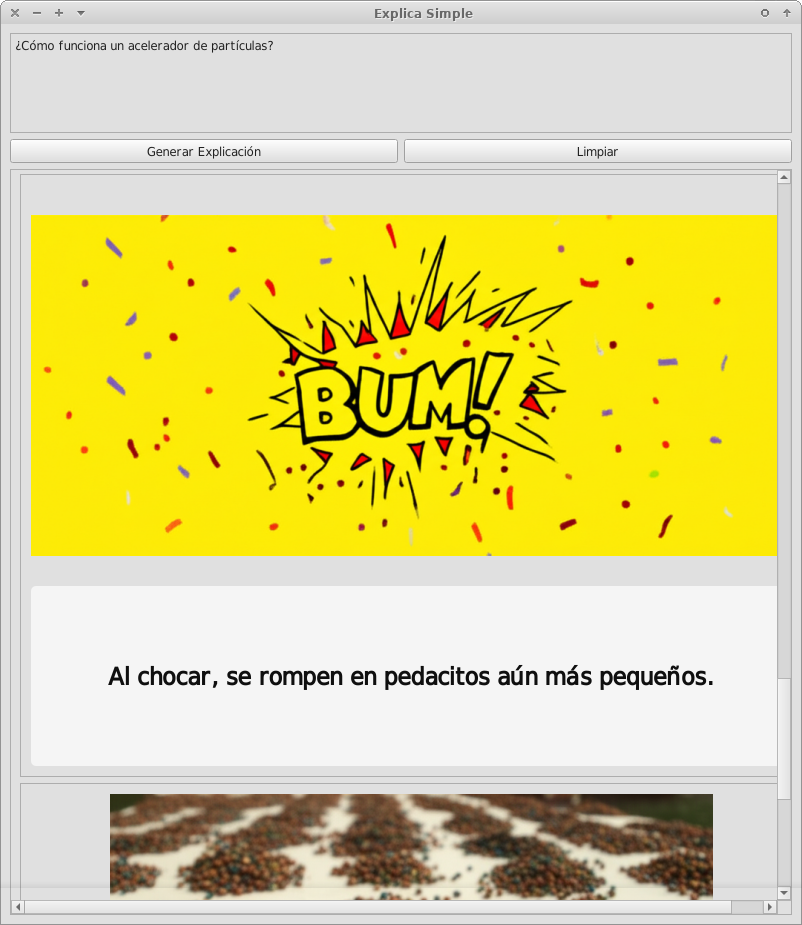 Explica Simple
¿Cómo funciona un acelerador de partículas?
Generar Explicación
Limpiar
BUM!
Al chocar, se rompen en pedacitos aún más pequeños.